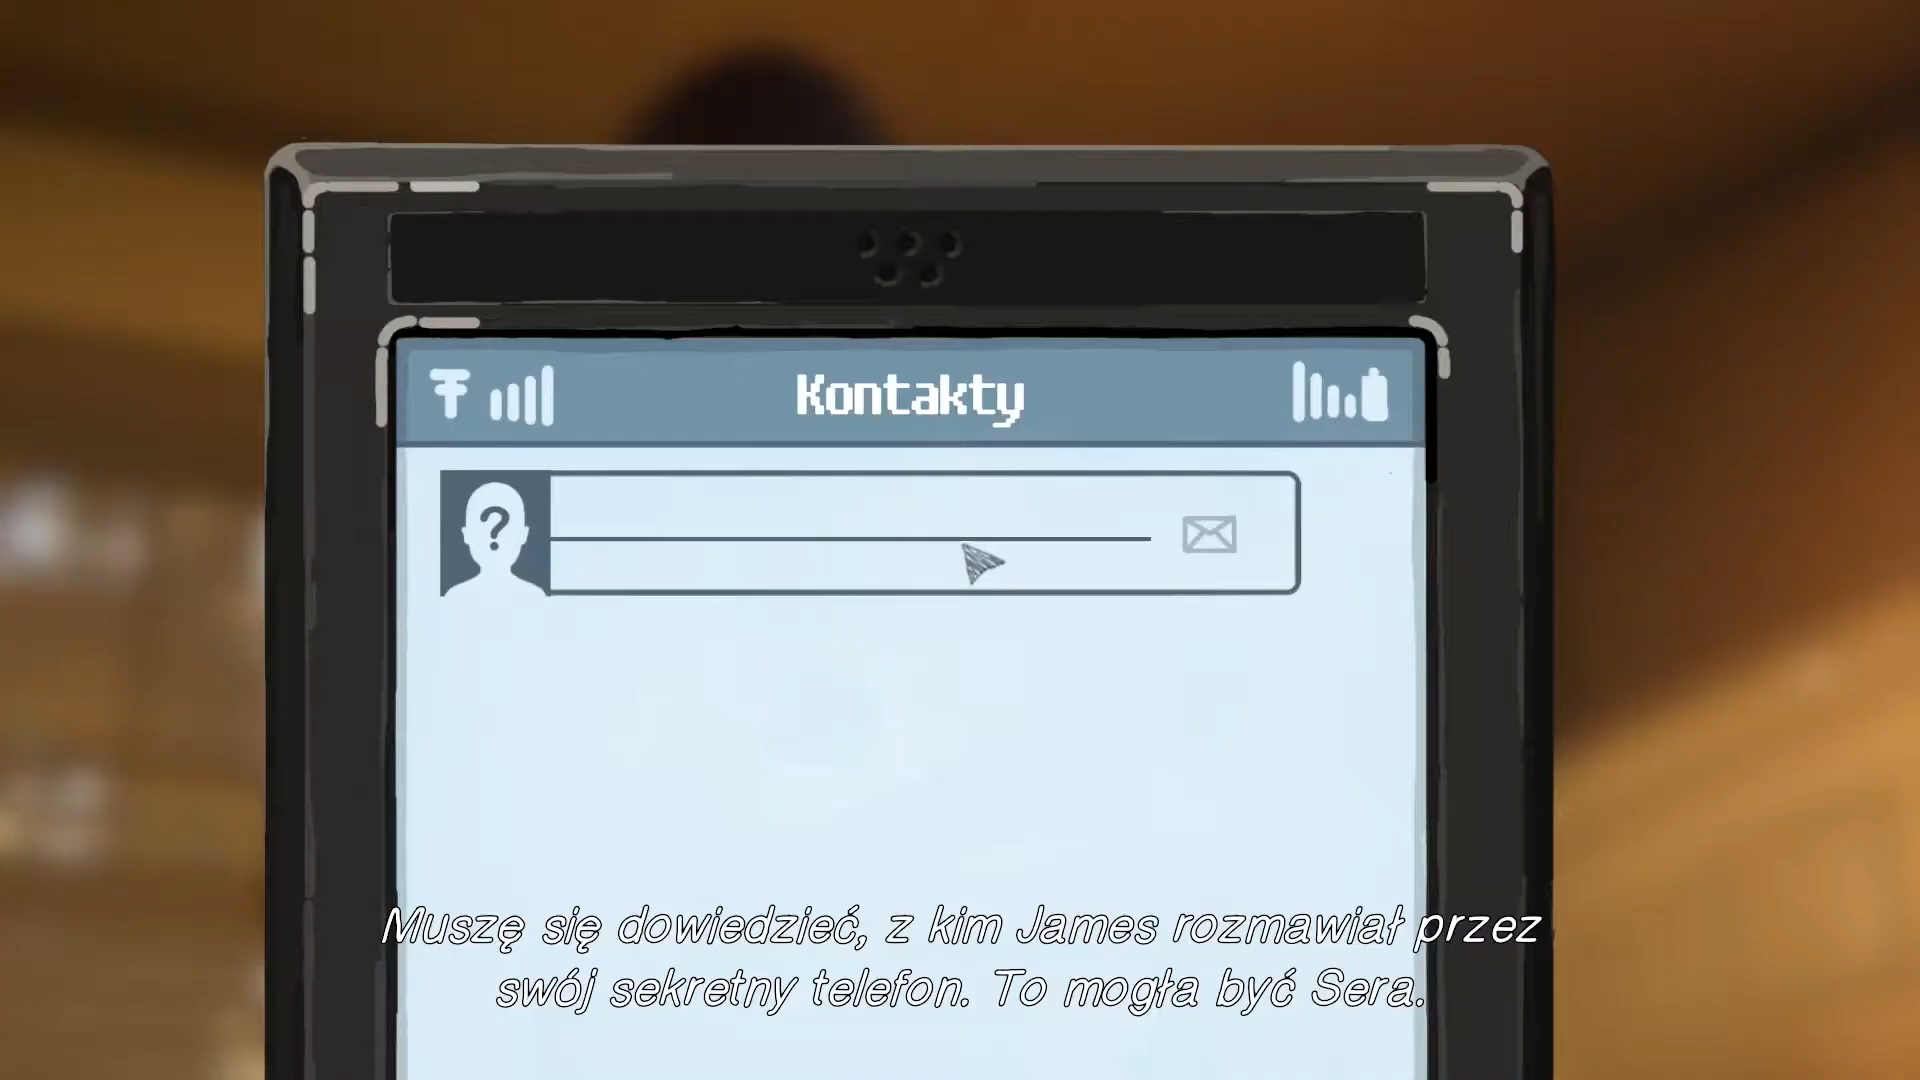 Kontakty
?
Muszę się dowiedzieć, z kim James rozmawiał przez
swój sekretny telefon. To mogła być Sera.